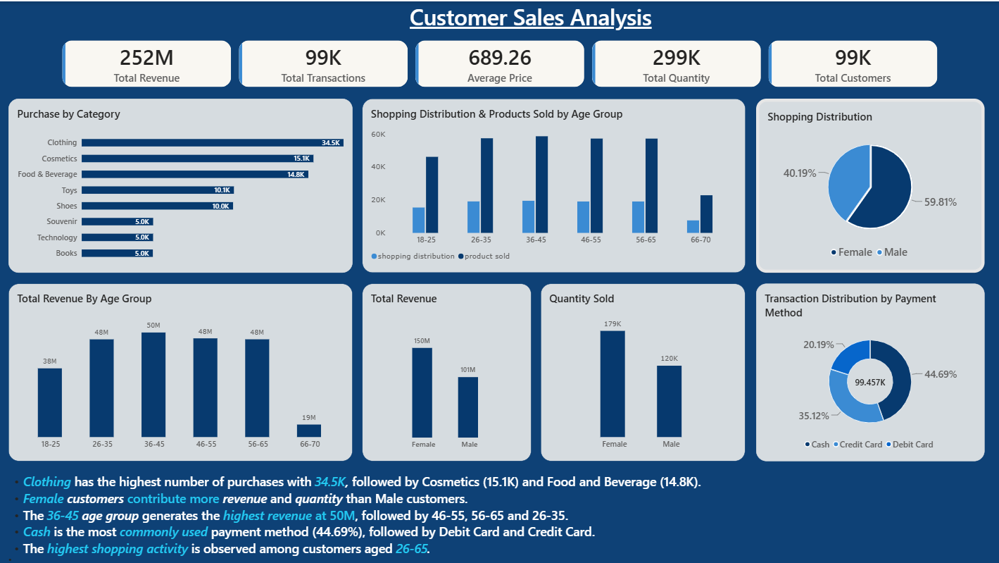 Customer Sales Analysis
252M
Total Revenue
99K
Total Transactions
689.26
Average Price
299K
Total Quantity
99K
Total Customers
Purchase by Category
Clothing 34.5K
Cosmetics 15.1K
Food & Beverage 14.8K
Toys 10.1K
Shoes 10.0K
Souvenir 5.0K
Technology 5.0K
Books 5.0K
Shopping Distribution & Products Sold by Age Group
60K
40K
20K
0K
18-25 26-35 36-45 46-55 56-65 66-70
shopping distribution product sold
Shopping Distribution
40.19%
59.81%
Female Male
Total Revenue By Age Group
38M 48M 50M 48M 48M 19M
18-25 26-35 36-45 46-55 56-65 66-70
Total Revenue
150M 101M
Female Male
Quantity Sold
179K 120K
Female Male
Transaction Distribution by Payment
Method
20.19%
44.69%
99.457K
35.12%
Cash Credit Card Debit Card
• Clothing has the highest number of purchases with 34.5K, followed by Cosmetics (15.1K) and Food and Beverage (14.8K).
• Female customers contribute more revenue and quantity than Male customers.
• The 36-45 age group generates the highest revenue at 50M, followed by 46-55, 56-65 and 26-35.
• Cash is the most commonly used payment method (44.69%), followed by Debit Card and Credit Card.
• The highest shopping activity is observed among customers aged 26-65.